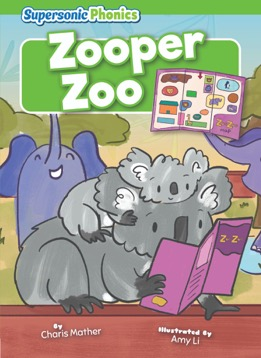 Supersonic Phonics
Zooper
Zoo
Z-Z
Z- Z-
By
Charis Mather
Illustrated By
Amy Li